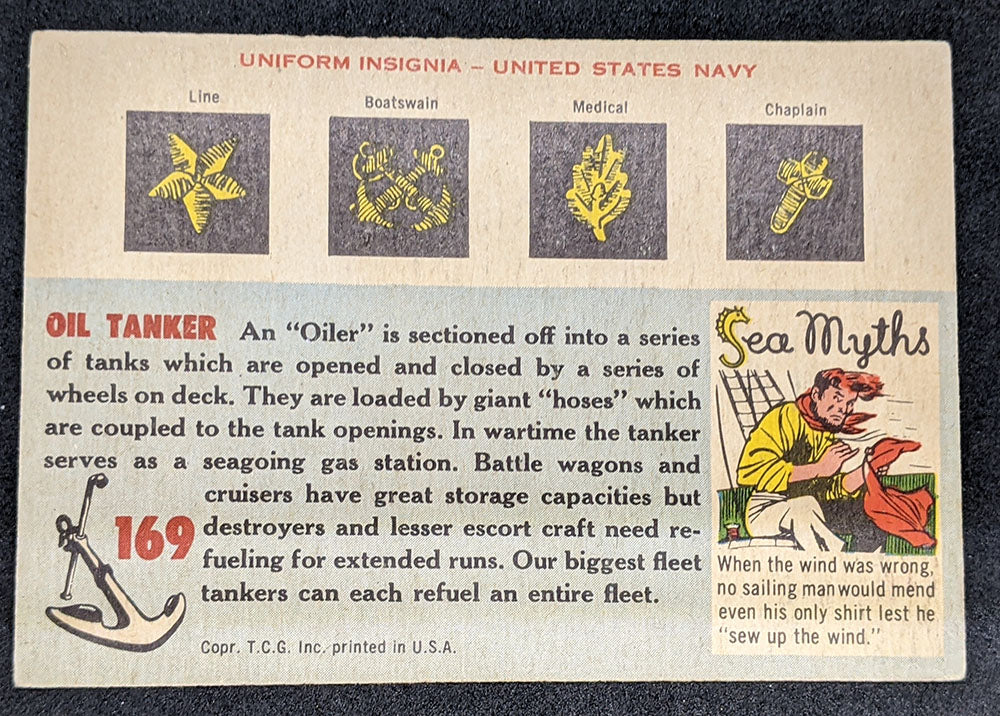 UNIFORM INSIGNIA – UNITED STATES NAVY
Line
Boatswain
Medical
Chaplain
OIL TANKER An “Oiler” is sectioned off into a series
of tanks which are opened and closed by a series of
wheels on deck. They are loaded by giant “hoses” which
are coupled to the tank openings. In wartime the tanker
serves as a seagoing gas station. Battle wagons and
cruisers have great storage capacities but
destroyers and lesser escort craft need re-
fueling for extended runs. Our biggest fleet
tankers can each refuel an entire fleet.
169
Copr. T.C.G. Inc. printed in U.S.A.
Sea Myths
When the wind was wrong,
no sailing man would mend
even his only shirt lest he
“sew up the wind.”